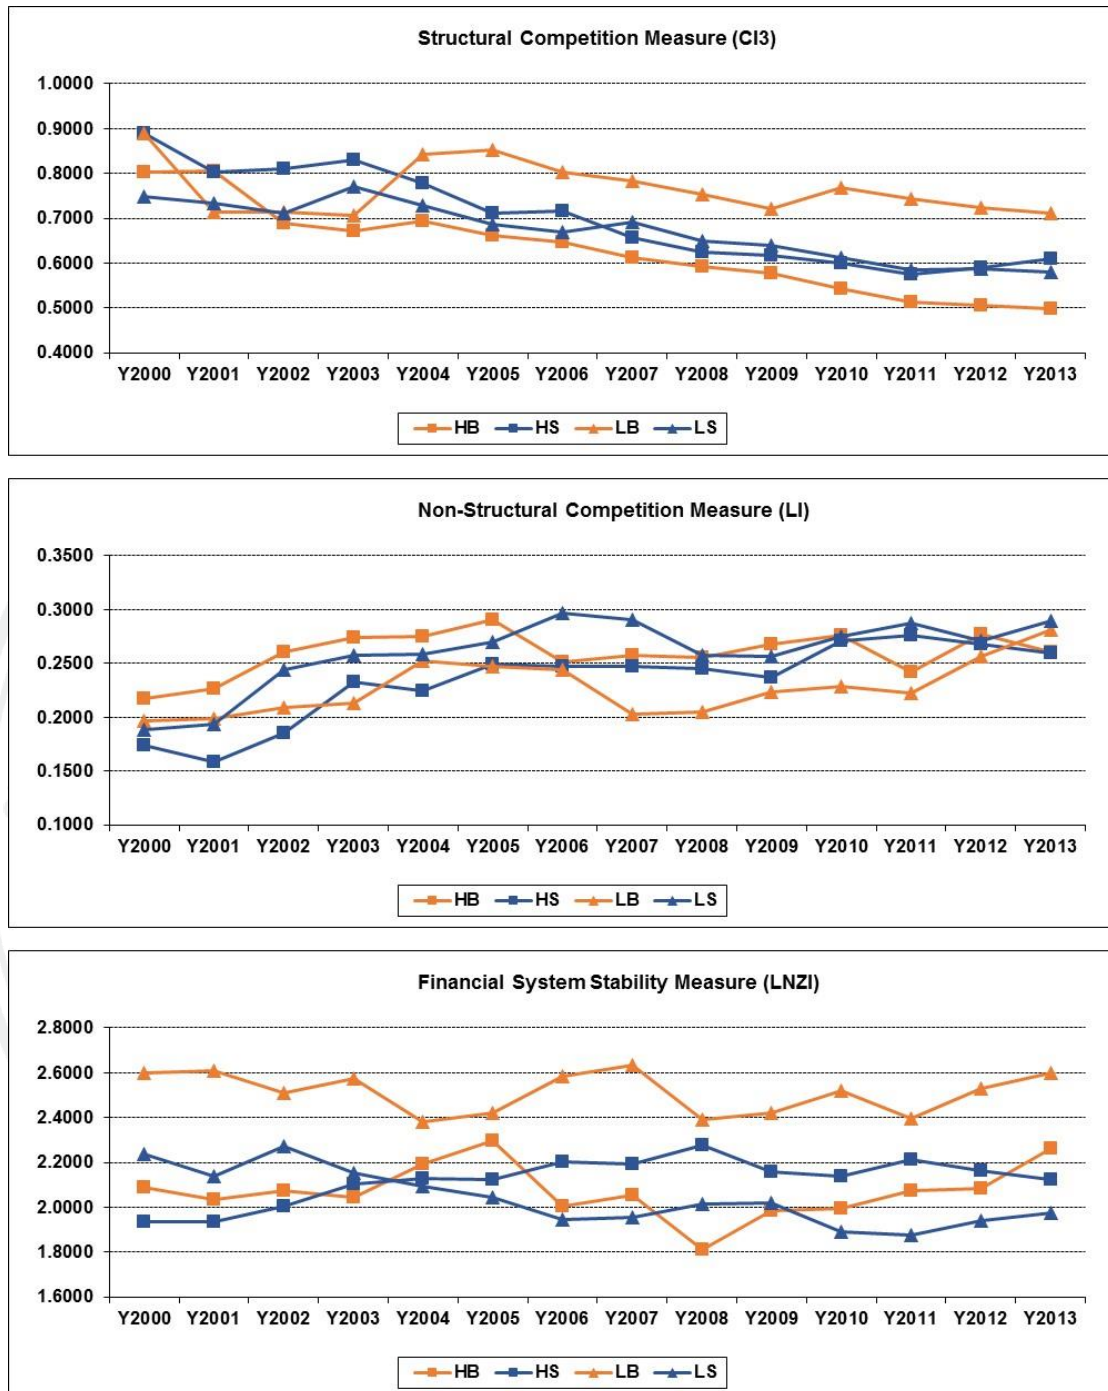 Structural Competition Measure (CI3)
1.0000
0.9000
0.8000
0.7000
0.6000
0.5000
0.4000
Y2000 Y2001 Y2002 Y2003 Y2004 Y2005 Y2006 Y2007 Y2008 Y2009 Y2010 Y2011 Y2012 Y2013
HB HS LB LS
Non-Structural Competition Measure (LI)
0.3500
0.3000
0.2500
0.2000
0.1500
0.1000
Y2000 Y2001 Y2002 Y2003 Y2004 Y2005 Y2006 Y2007 Y2008 Y2009 Y2010 Y2011 Y2012 Y2013
HB HS LB LS
Financial System Stability Measure (LNZI)
2.8000
2.6000
2.4000
2.2000
2.0000
1.8000
1.6000
Y2000 Y2001 Y2002 Y2003 Y2004 Y2005 Y2006 Y2007 Y2008 Y2009 Y2010 Y2011 Y2012 Y2013
HB HS LB LS